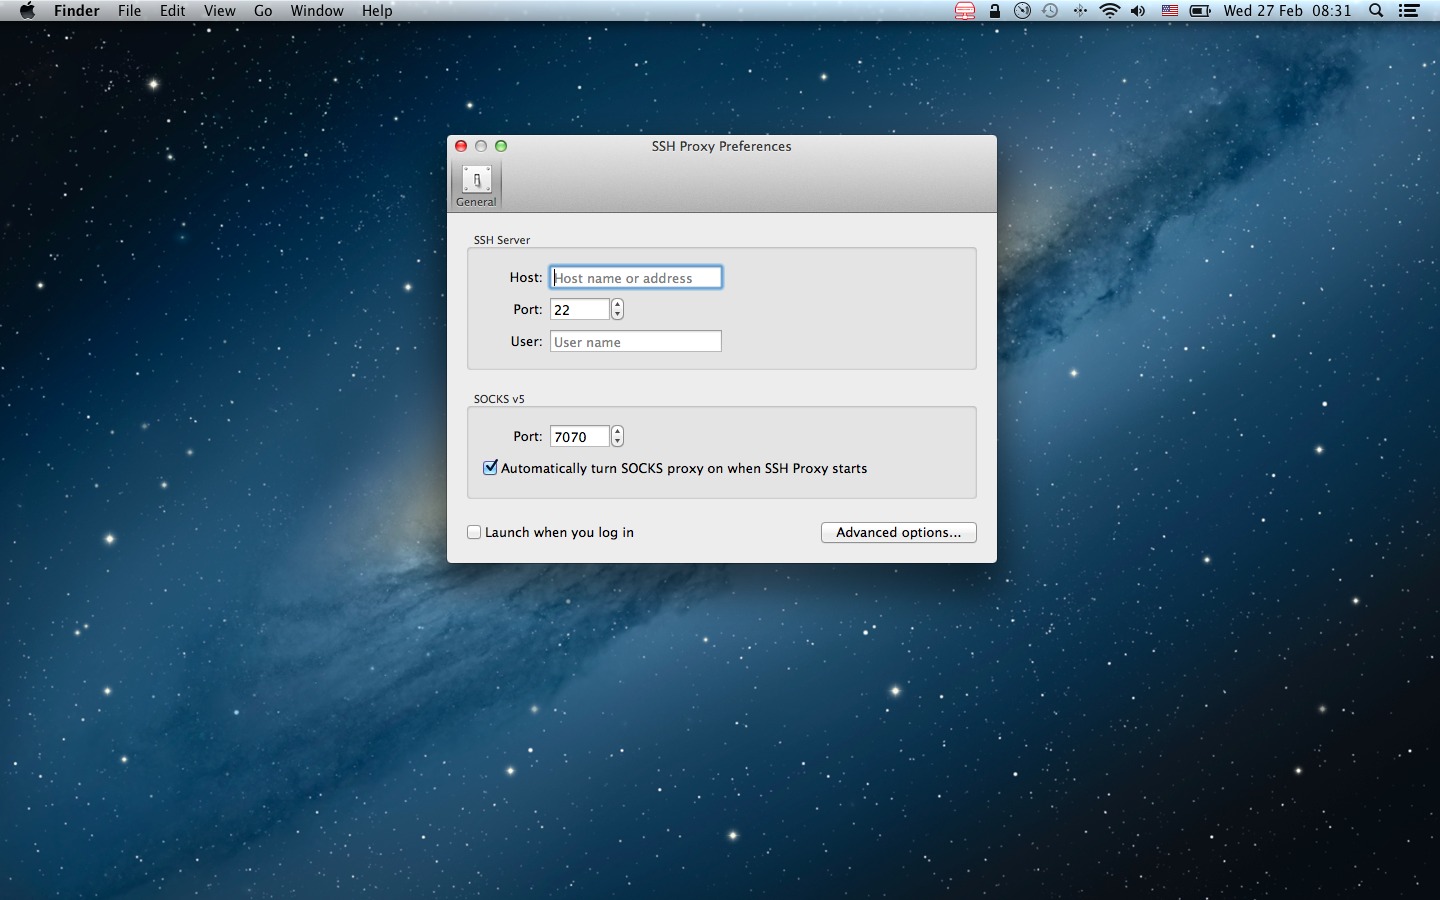 Finder File Edit View Go Window Help Wed 27 Feb 08:31
SSH Proxy Preferences
General
SSH Server
Host: Host name or address
Port: 22
User: User name
SOCKS v5
Port: 7070
Automatically turn SOCKS proxy on when SSH Proxy starts
Launch when you log in Advanced options...